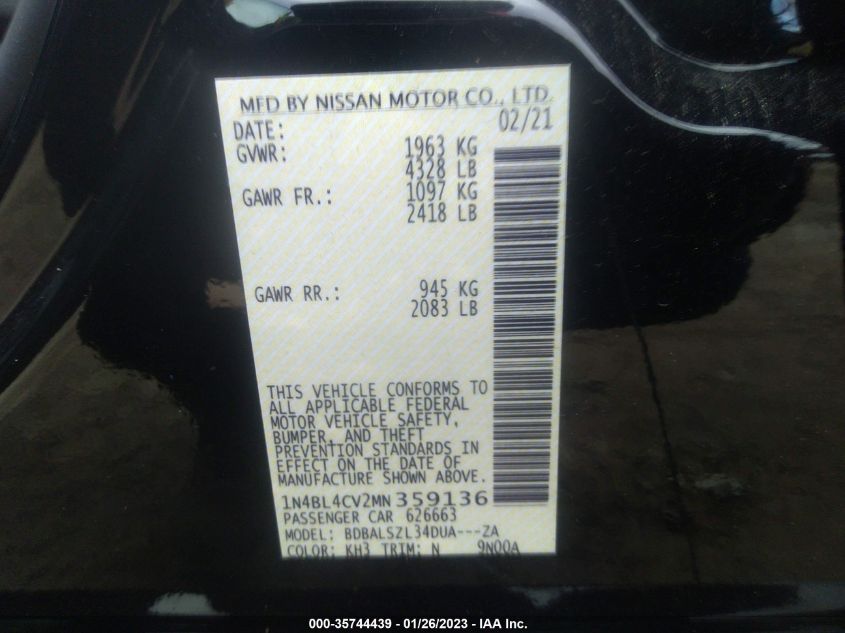 MFD BY NISSAN MOTOR CO., LTD.
DATE: 02/21
GVWR: 1963 KG
4328 LB
GAWR FR.: 1097 KG
2418 LB
GAWR RR.: 945 KG
2083 LB
THIS VEHICLE CONFORMS TO
ALL APPLICABLE FEDERAL
MOTOR VEHICLE SAFETY,
BUMPER, AND THEFT
PREVENTION STANDARDS IN
EFFECT ON THE DATE OF
MANUFACTURE SHOWN ABOVE.
1N4BL4CV2MN359136
PASSENGER CAR 626663
MODEL: BDBALSZL34DUA---ZA
COLOR: KH3 TRIM: N 9N00A
000-35744439 - 01/26/2023 - IAA Inc.